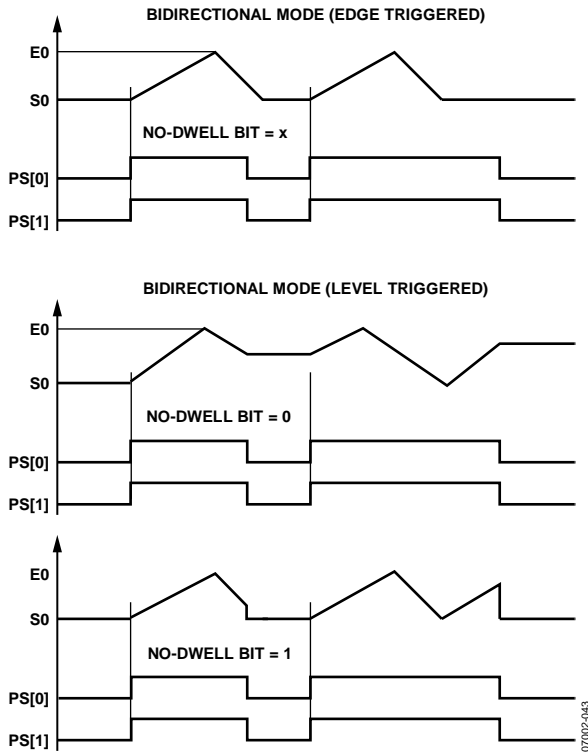 BIDIRECTIONAL MODE (EDGE TRIGGERED)
E0
S0
NO-DWELL BIT = x
PS[0]
PS[1]
BIDIRECTIONAL MODE (LEVEL TRIGGERED)
E0
S0
NO-DWELL BIT = 0
PS[0]
PS[1]
E0
S0
NO-DWELL BIT = 1
PS[0]
PS[1]
07002-043